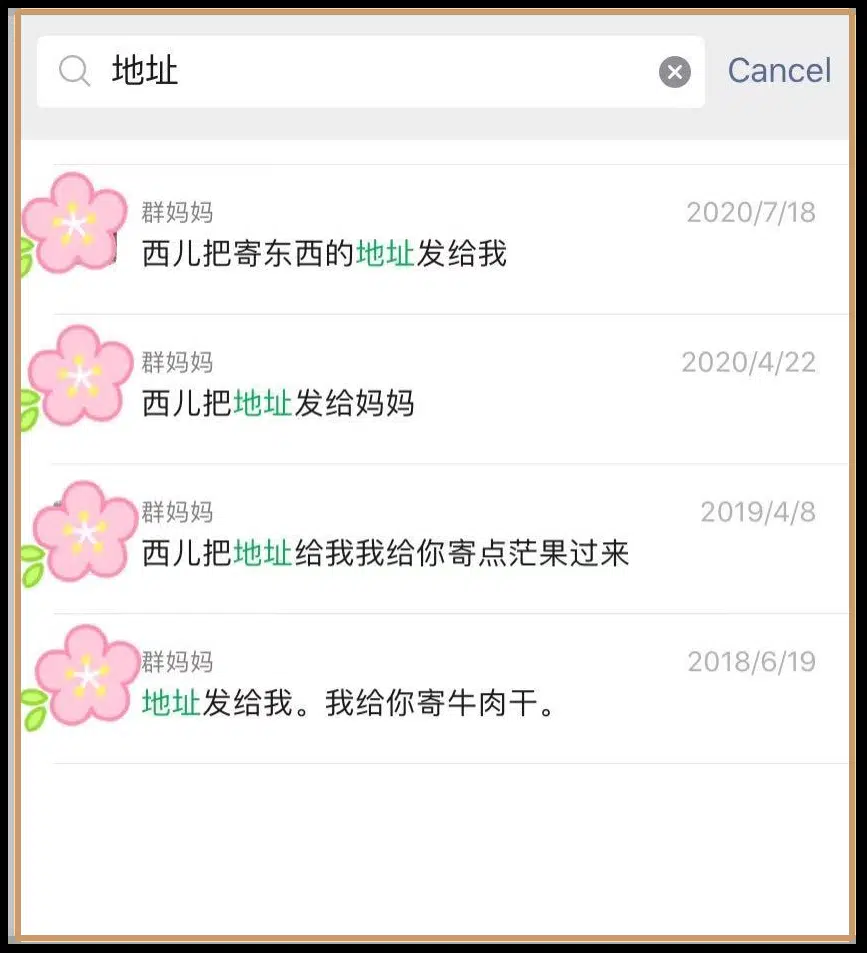 地址
Cancel
群妈妈
2020/7/18
西儿把寄东西的地址发给我
群妈妈
2020/4/22
西儿把地址发给妈妈
群妈妈
2019/4/8
西儿把地址给我我给你寄点茫果过来
群妈妈
2018/6/19
地址发给我。我给你寄牛肉干。